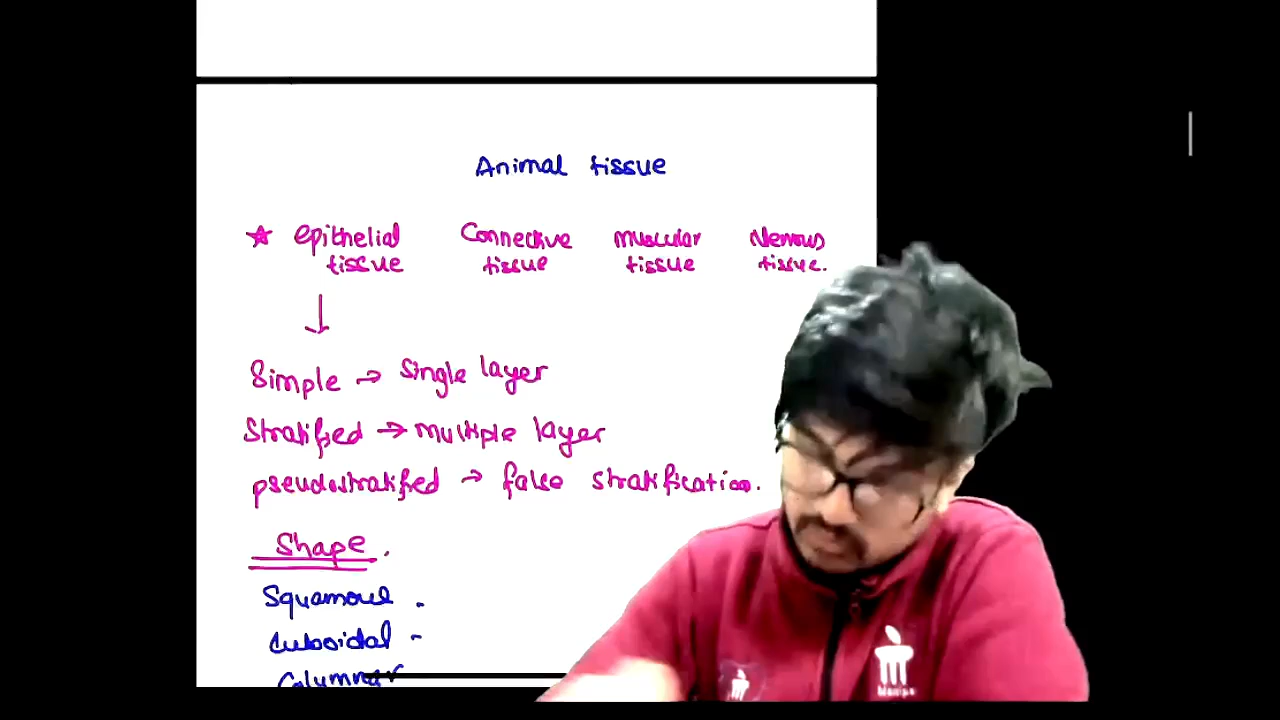 Animal tissue
☆ epithelial tissue
Connective tissue
Muscular tissue
Nervous tissue.
↓
Simple → Single layer
Stratified → Multiple layer
pseudostratified → false stratification.
Shape.
Squamous -
Cuboidal -
Columnar